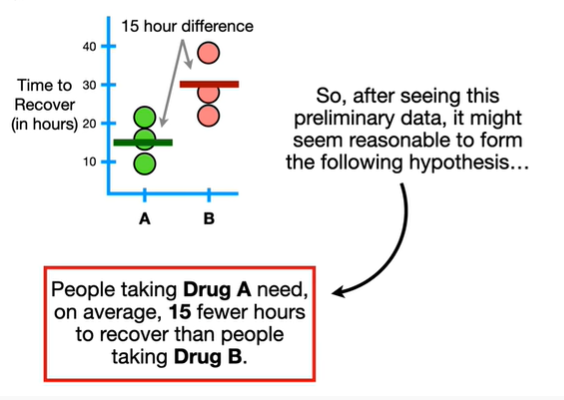 15 hour difference
40
30
20
10
Time to
Recover
(in hours)
A
B
So, after seeing this
preliminary data, it might
seem reasonable to form
the following hypothesis…
People taking Drug A need,
on average, 15 fewer hours
to recover than people
taking Drug B.